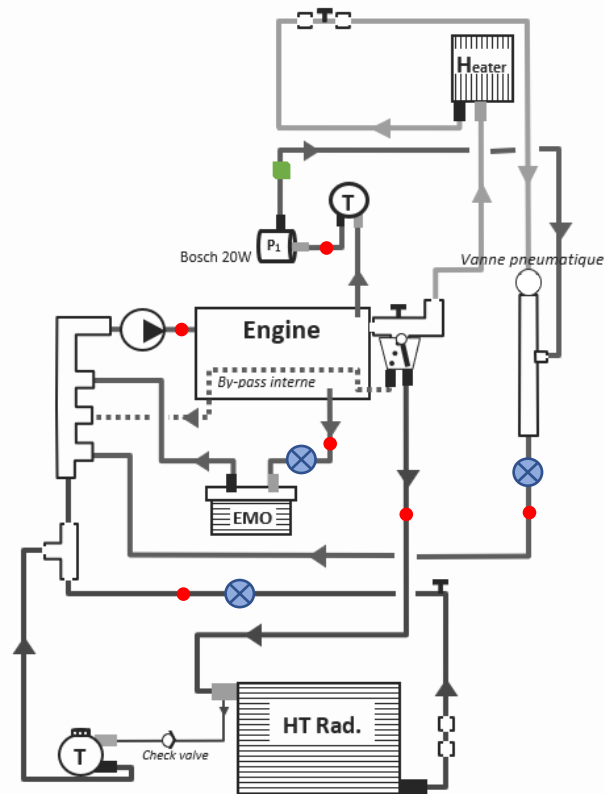 Heater
T
P1
Bosch 20W
Vanne pneumatique
Engine
By-pass interne
EMO
HT Rad.
T
Check valve